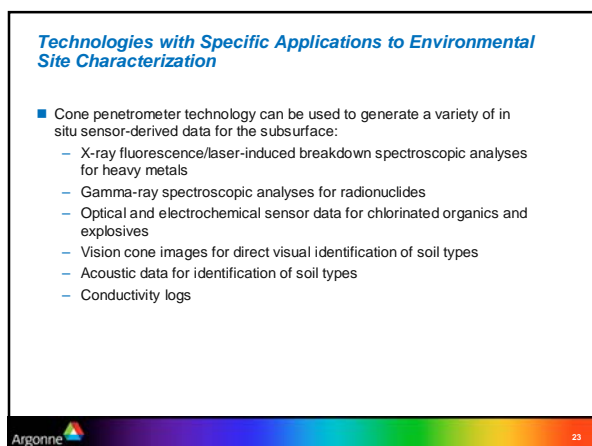 Technologies with Specific Applications to Environmental
Site Characterization
■ Cone penetrometer technology can be used to generate a variety of in
situ sensor-derived data for the subsurface:
– X-ray fluorescence/laser-induced breakdown spectroscopic analyses
for heavy metals
– Gamma-ray spectroscopic analyses for radionuclides
– Optical and electrochemical sensor data for chlorinated organics and
explosives
– Vision cone images for direct visual identification of soil types
– Acoustic data for identification of soil types
– Conductivity logs
Argonne
23